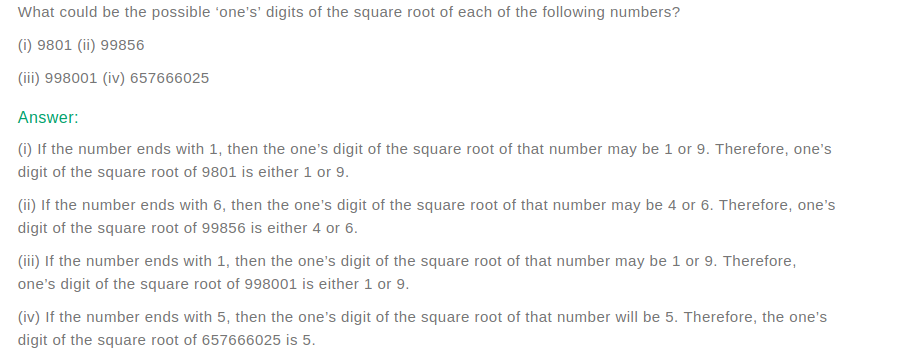 What could be the possible ‘one’s’ digits of the square root of each of the following numbers?
(i) 9801 (ii) 99856
(iii) 998001 (iv) 657666025
Answer:
(i) If the number ends with 1, then the one’s digit of the square root of that number may be 1 or 9. Therefore, one’s
digit of the square root of 9801 is either 1 or 9.
(ii) If the number ends with 6, then the one’s digit of the square root of that number may be 4 or 6. Therefore, one’s
digit of the square root of 99856 is either 4 or 6.
(iii) If the number ends with 1, then the one’s digit of the square root of that number may be 1 or 9. Therefore,
one’s digit of the square root of 998001 is either 1 or 9.
(iv) If the number ends with 5, then the one’s digit of the square root of that number will be 5. Therefore, the one’s
digit of the square root of 657666025 is 5.